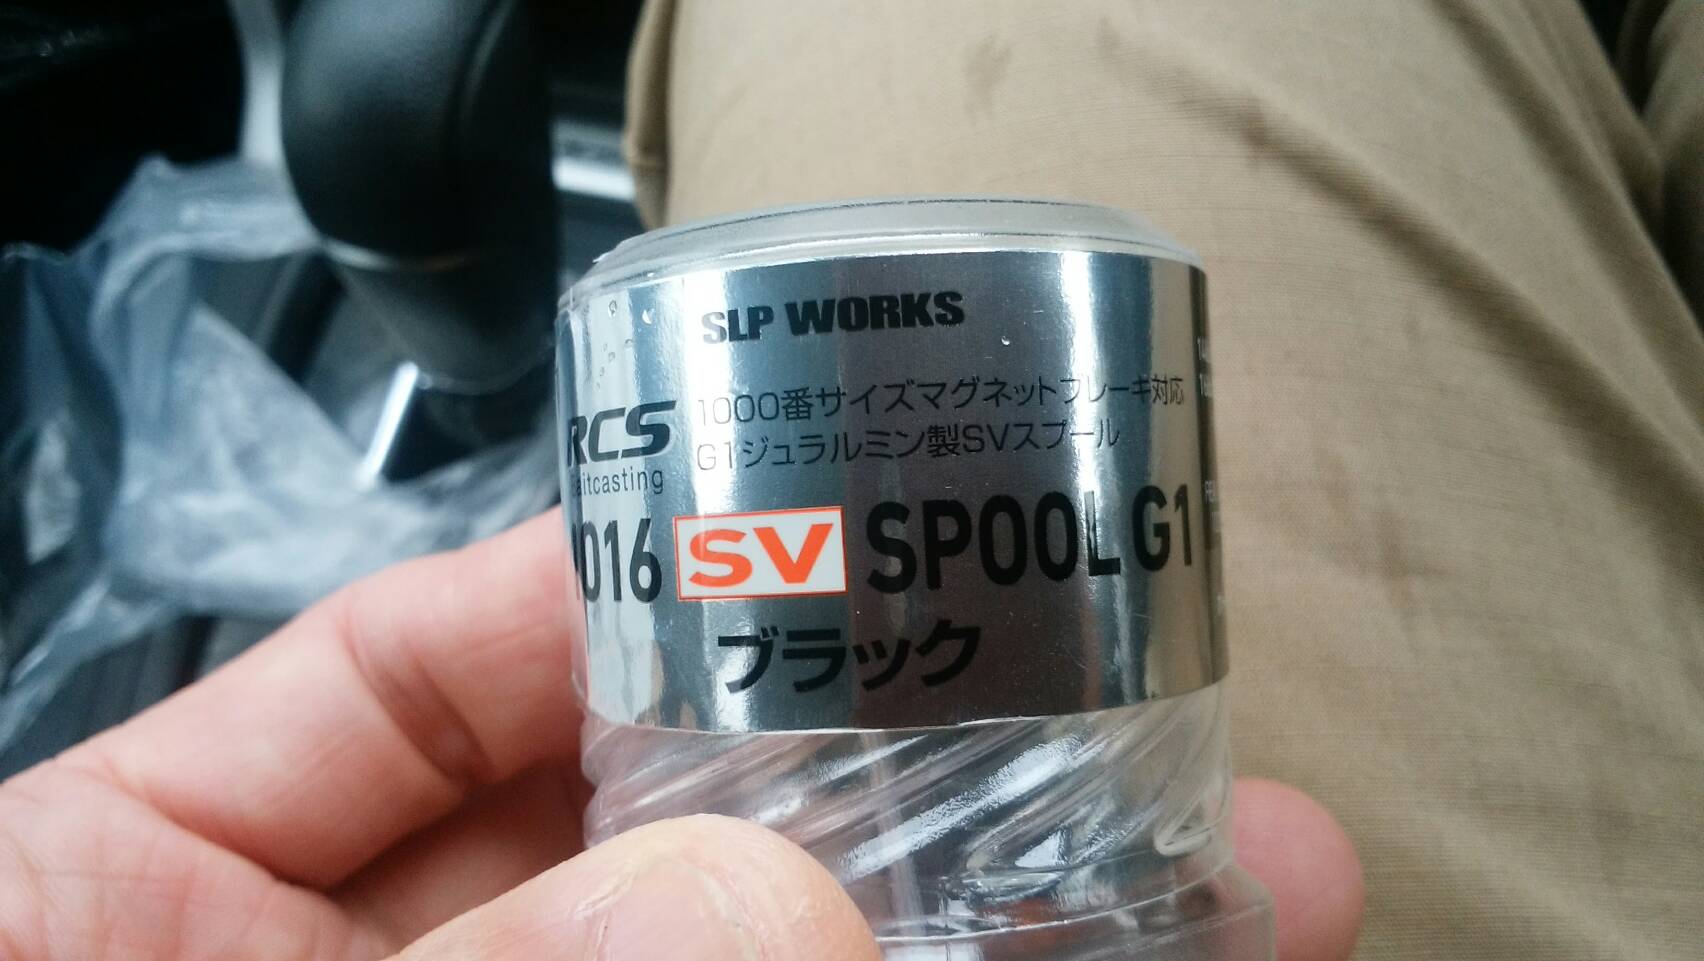 SLP WORKS
RCS
1000番サイズマグネットブレーキ対応
G1ジュラルミン製SVスプール
1016 SV SPOOL G1
ブラック